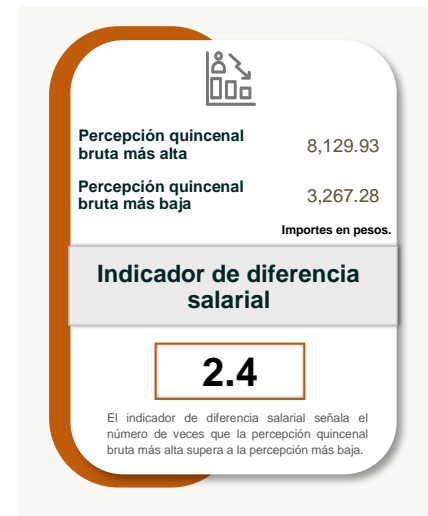 Percepción quincenal
bruta más alta
8,129.93
Percepción quincenal
bruta más baja
3,267.28
Importes en pesos.
Indicador de diferencia
salarial
2.4
El indicador de diferencia salarial señala el
número de veces que la percepción quincenal
bruta más alta supera a la percepción más baja.